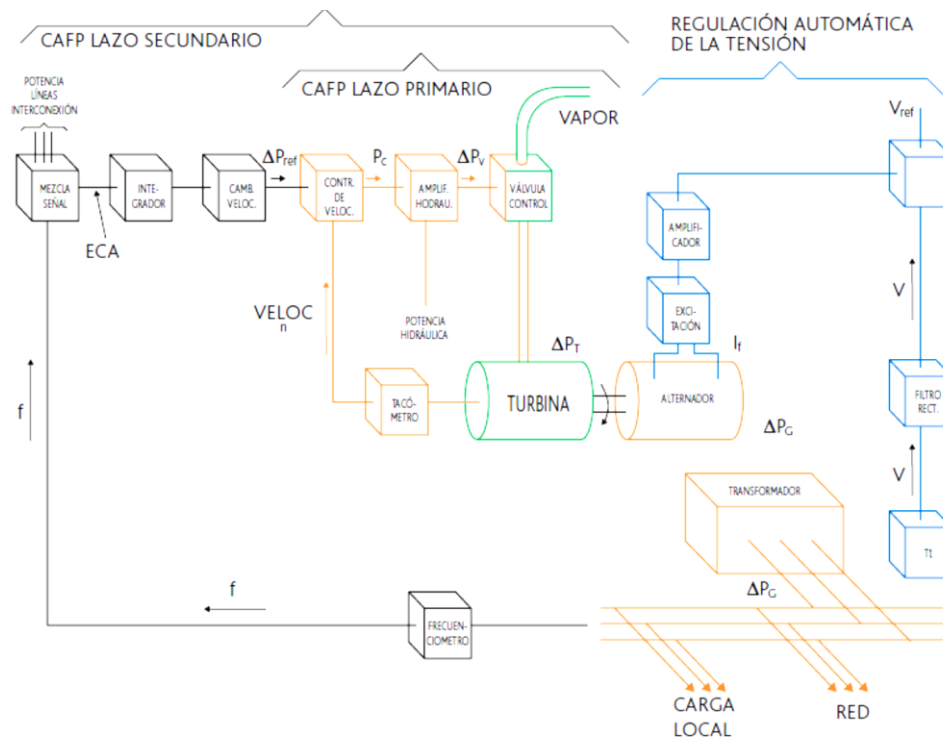 CAFP LAZO SECUNDARIO
REGULACIÓN AUTOMÁTICA
DE LA TENSIÓN
CAFP LAZO PRIMARIO
POTENCIA
LÍNEAS
INTERCONEXIÓN
VAPOR
Vref
ΔPref
Pc
ΔPv
MEZCLA
SEÑAL
INTE-
GRADOR
CAMB.
VELOC.
CONTR.
DE
VELOC.
AMPLIF.
HODRAU.
VÁLVULA
CONTROL
AMPLIFI-
CADOR
ECA
VELOC
n
POTENCIA
HIDRÁULICA
EXCI-
TACIÓN
V
ΔPT
If
f
TACÓ-
METRO
TURBINA
ALTERNADOR
FILTRO
RECT.
ΔPG
V
TRANSFORMADOR
Tt
ΔPG
f
FRECUEN-
CIOMETRO
CARGA
LOCAL
RED